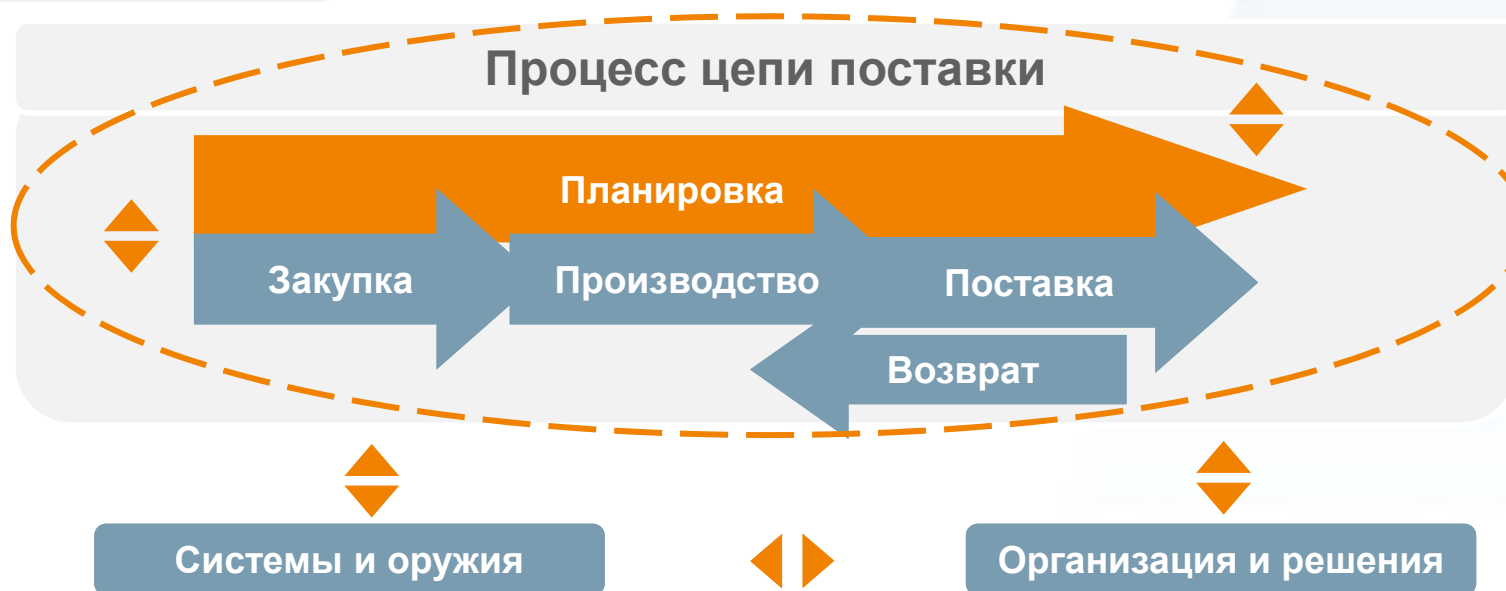 Процесс цепи поставки
Планировка
Закупка
Производство
Поставка
Возврат
Системы и оружия
Организация и решения